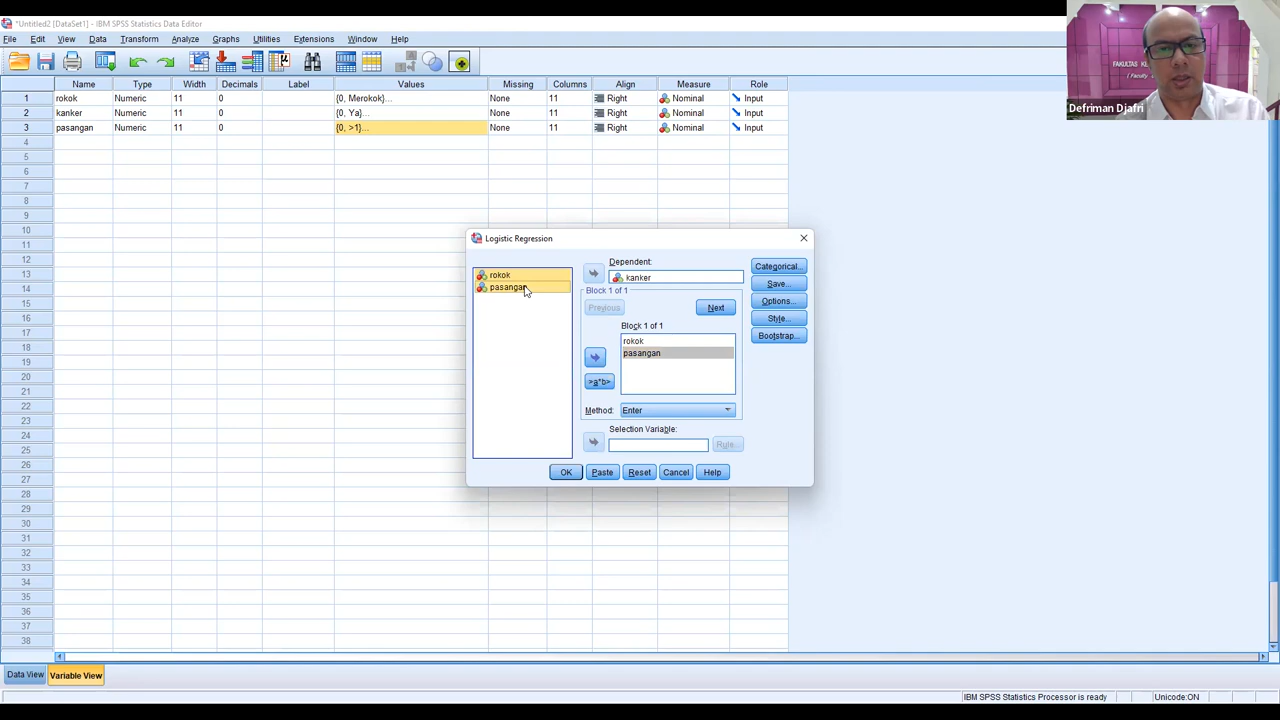 *Untitled2 [DataSet1] - IBM SPSS Statistics Data Editor
File Edit View Data Transform Analyze Graphs Utilities Extensions Window Help
Name Type Width Decimals Label Values Missing Columns Align Measure Role
1 rokok Numeric 11 0 {0, Merokok}... None 11 Right Nominal Input
2 kanker Numeric 11 0 {0, Ya}... None 11 Right Nominal Input
3 pasangan Numeric 11 0 {0, >1}... None 11 Right Nominal Input
4
5
6
7
8
9
10
11
12
13
14
15
16
17
18
19
20
21
22
23
24
25
26
27
28
29
30
31
32
33
34
35
36
37
38
Logistic Regression
rokok
pasangan
Dependent:
kanker
Block 1 of 1
Previous
Next
Block 1 of 1
rokok
pasangan
>a*b>
Method: Enter
Selection Variable:
Rule...
Categorical...
Save...
Options...
Style...
Bootstrap...
OK Paste Reset Cancel Help
Data View Variable View
IBM SPSS Statistics Processor is ready
Unicode:ON
FAKULTAS KE
(Faculty
Defriman Djafri